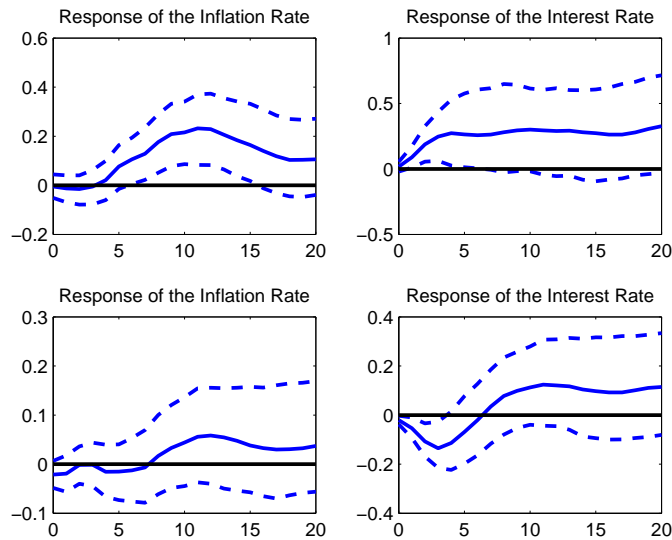 Response of the Inflation Rate
0.6
0.4
0.2
0
−0.2
0 5 10 15 20
Response of the Interest Rate
1
0.5
0
−0.5
0 5 10 15 20
Response of the Inflation Rate
0.3
0.2
0.1
0
−0.1
0 5 10 15 20
Response of the Interest Rate
0.4
0.2
0
−0.2
−0.4
0 5 10 15 20